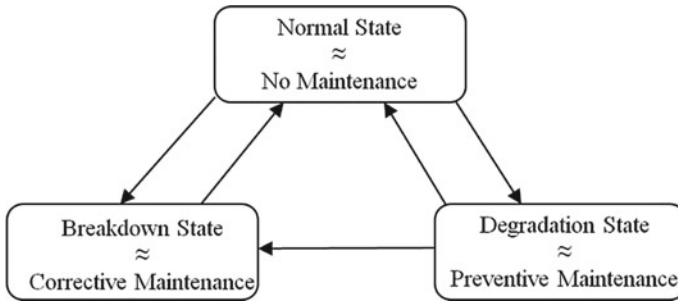 Normal State
≈
No Maintenance
Breakdown State
≈
Corrective Maintenance
Degradation State
≈
Preventive Maintenance